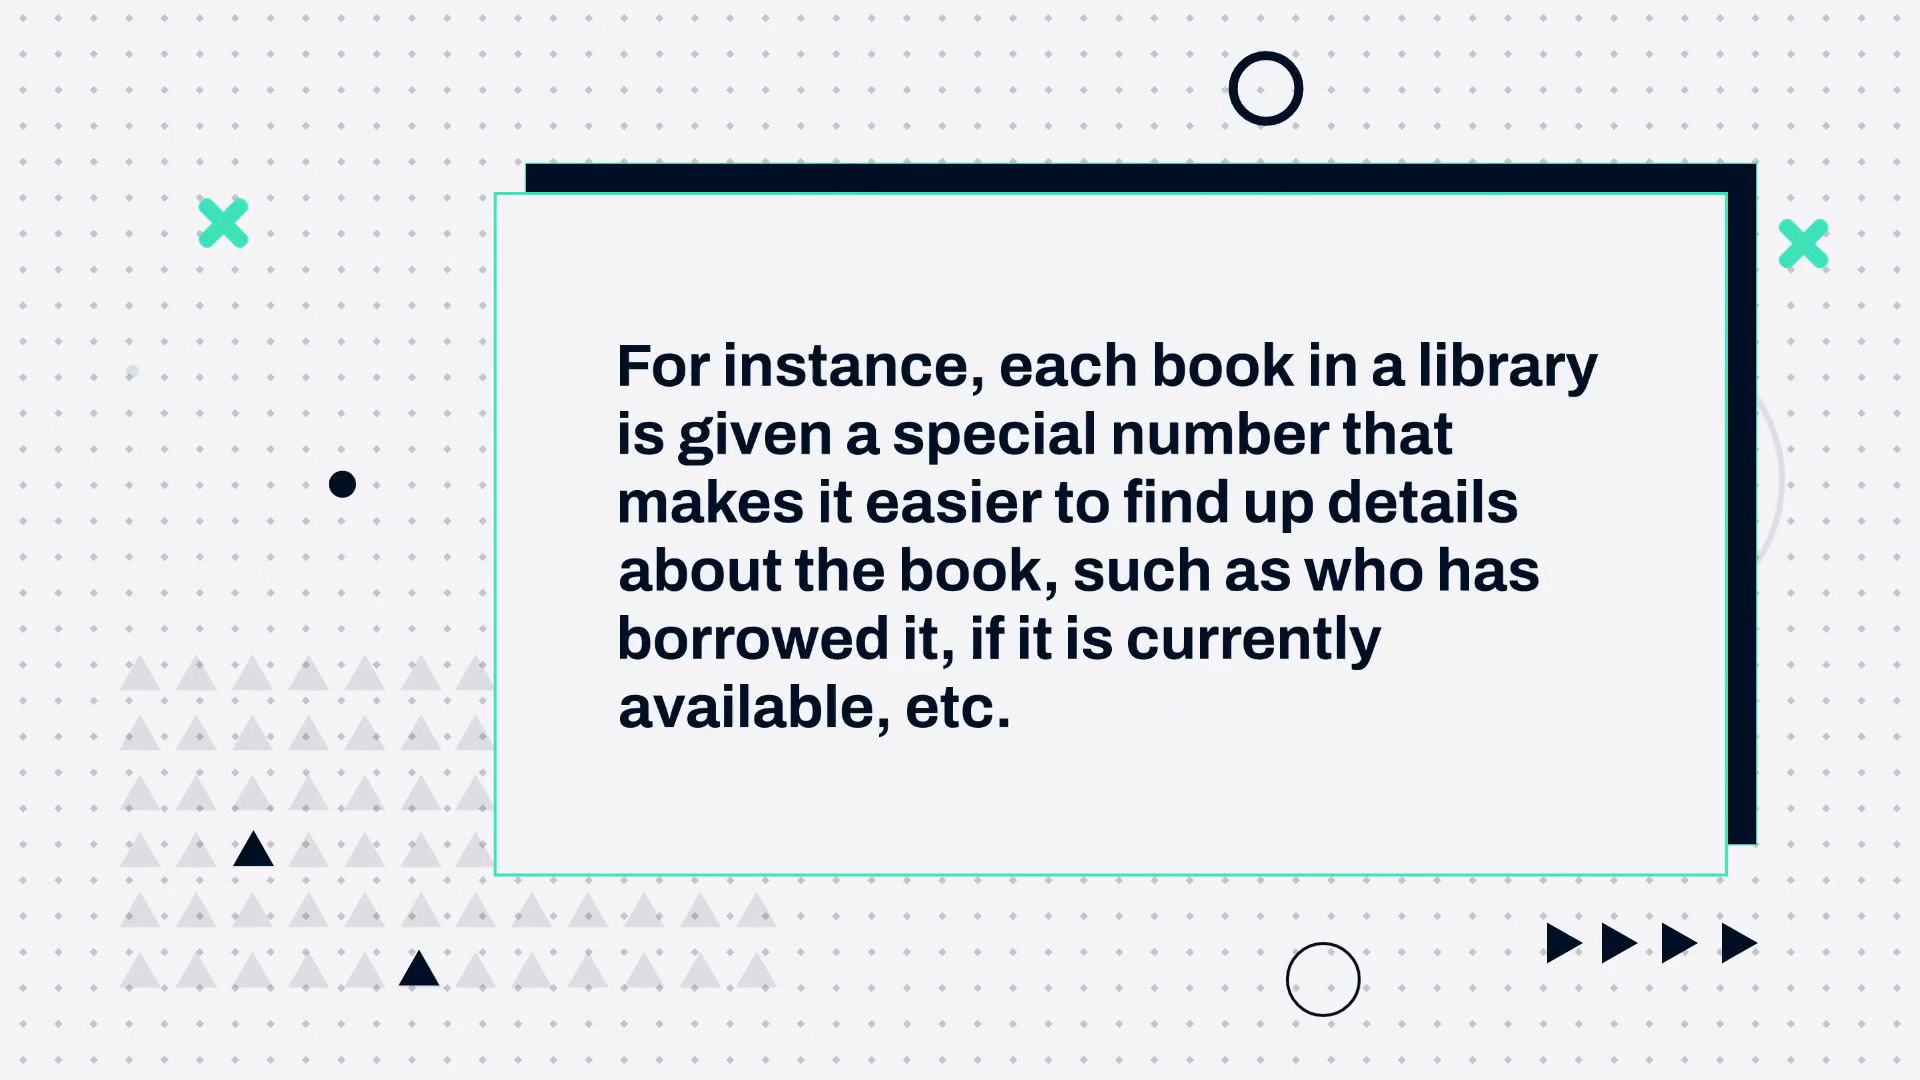 For instance, each book in a library
is given a special number that
makes it easier to find up details
about the book, such as who has
borrowed it, if it is currently
available, etc.